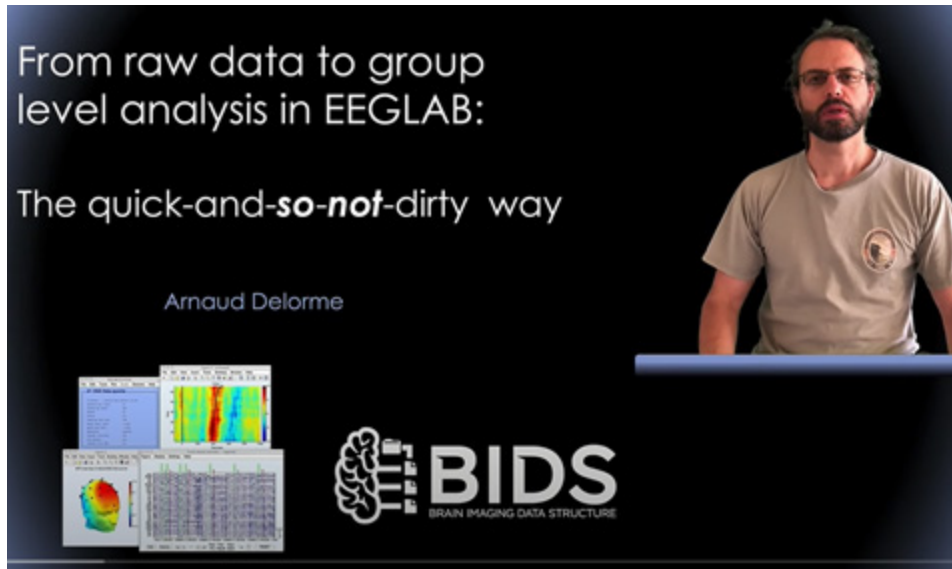 From raw data to group
level analysis in EEGLAB:
The quick-and-so-not-dirty way
Arnaud Delorme
BIDS
BRAIN IMAGING DATA STRUCTURE